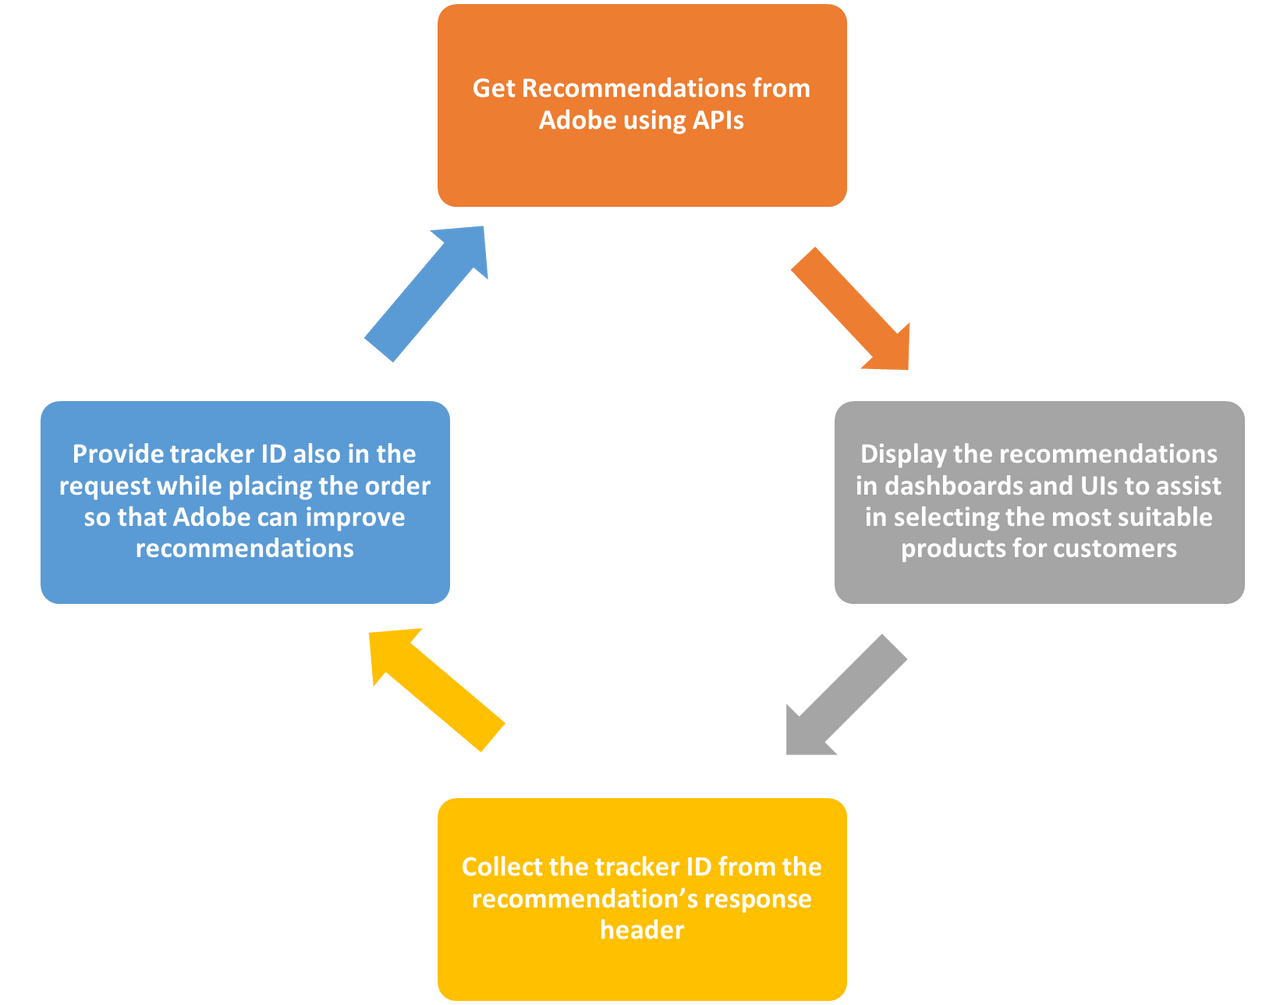 Get Recommendations from
Adobe using APIs
Display the recommendations
in dashboards and UIs to assist
in selecting the most suitable
products for customers
Collect the tracker ID from the
recommendation’s response
header
Provide tracker ID also in the
request while placing the order
so that Adobe can improve
recommendations